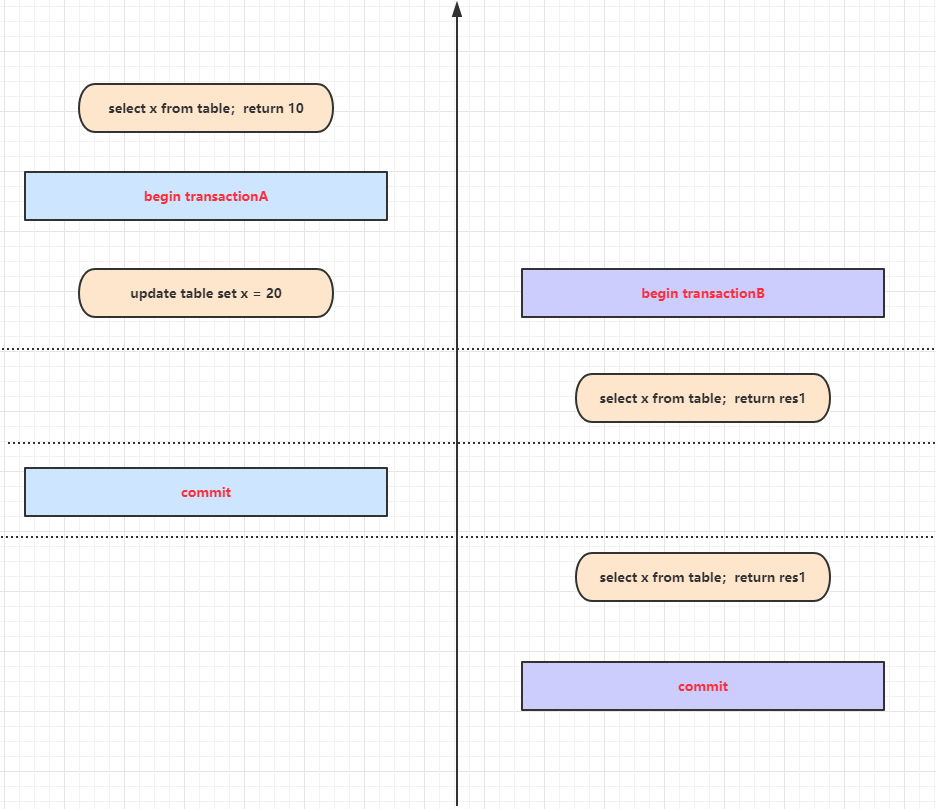 select x from table；return 10
begin transactionA
update table set x = 20
begin transactionB
select x from table；return res1
commit
select x from table；return res1
commit